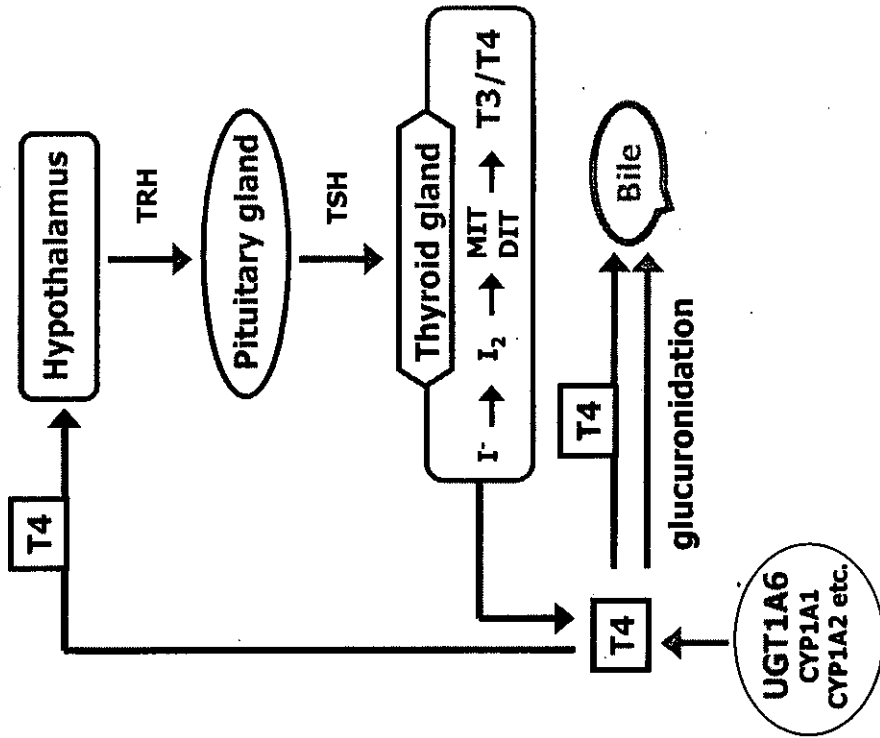 Hypothalamus
TRH
Pituitary gland
TSH
Thyroid gland
I⁻ → I₂ → MIT → T3/T4
DIT
T4
T4
T4
glucuronidation
Bile
UGT1A6
CYP1A1
CYP1A2 etc.